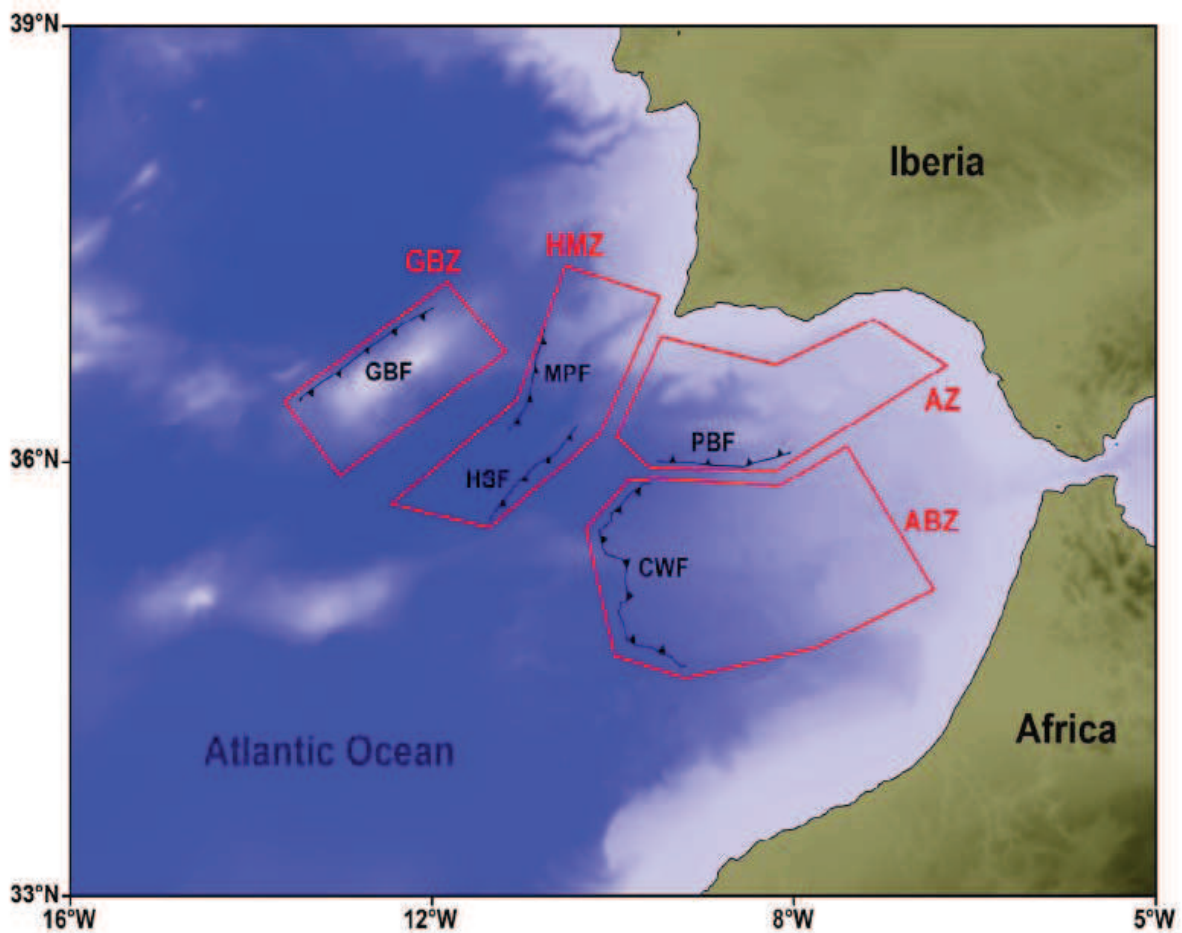 39°N
Iberia
HMZ
GBZ
GBF
MPF
AZ
PBF
36°N
HSF
ABZ
CWF
Africa
Atlantic Ocean
33°N
16°W
12°W
8°W
5°W